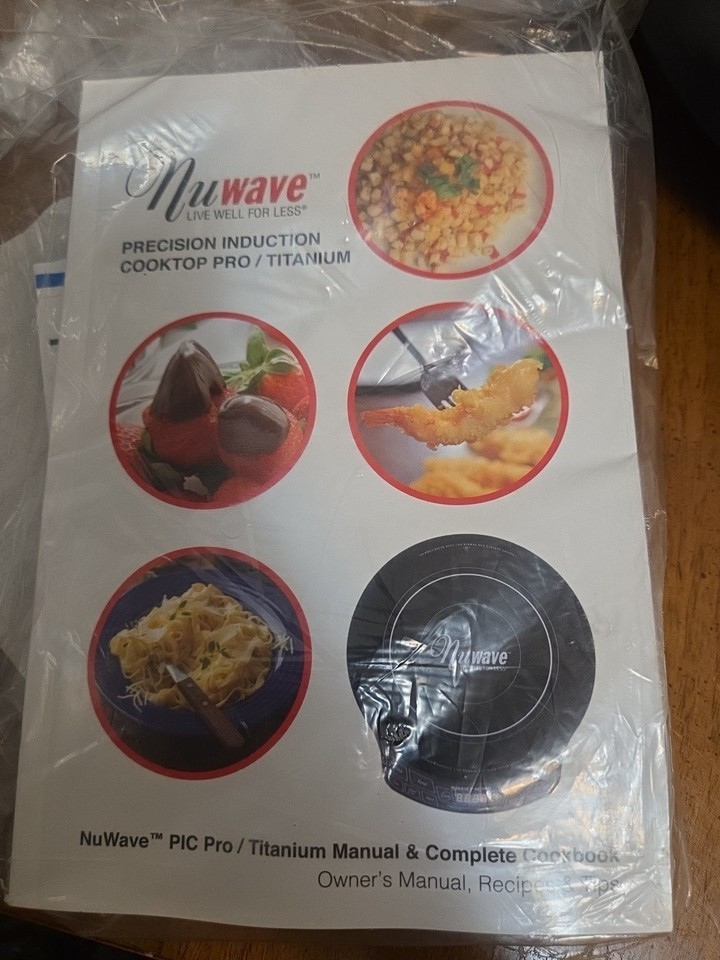 Nuwave™
LIVE WELL FOR LESS®
PRECISION INDUCTION
COOKTOP PRO / TITANIUM
Nuwave
NuWave™ PIC Pro / Titanium Manual & Complete Cookbook
Owner's Manual, Recipes & Tips